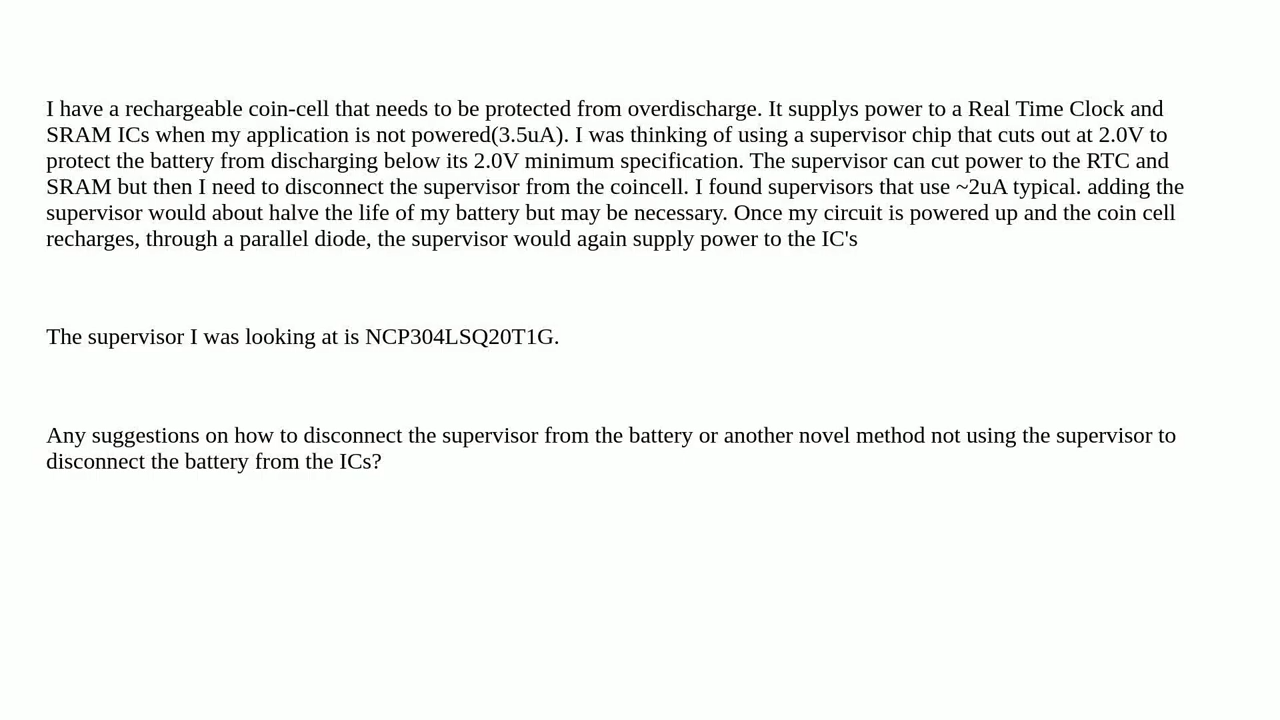 I have a rechargeable coin-cell that needs to be protected from overdischarge. It supplys power to a Real Time Clock and
SRAM ICs when my application is not powered(3.5uA). I was thinking of using a supervisor chip that cuts out at 2.0V to
protect the battery from discharging below its 2.0V minimum specification. The supervisor can cut power to the RTC and
SRAM but then I need to disconnect the supervisor from the coincell. I found supervisors that use ~2uA typical. adding the
supervisor would about halve the life of my battery but may be necessary. Once my circuit is powered up and the coin cell
recharges, through a parallel diode, the supervisor would again supply power to the IC's
The supervisor I was looking at is NCP304LSQ20T1G.
Any suggestions on how to disconnect the supervisor from the battery or another novel method not using the supervisor to
disconnect the battery from the ICs?